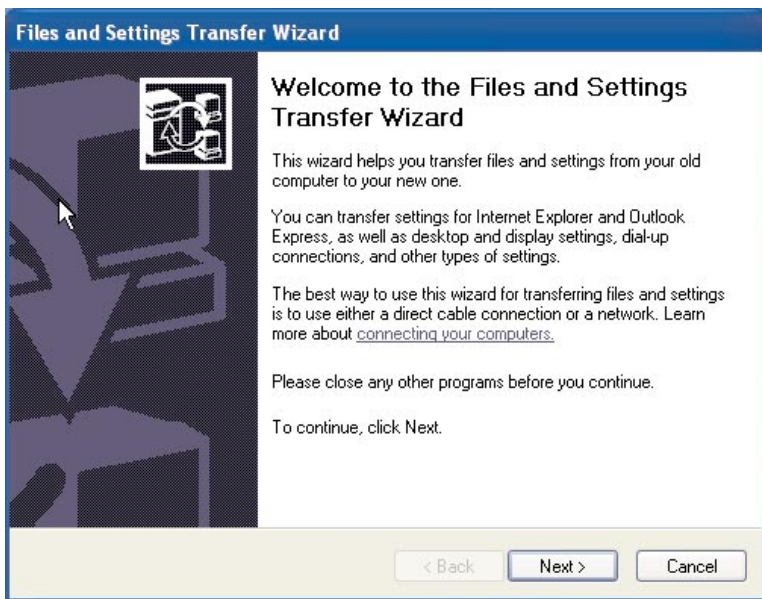 Files and Settings Transfer Wizard
Welcome to the Files and Settings
Transfer Wizard
This wizard helps you transfer files and settings from your old
computer to your new one.
You can transfer settings for Internet Explorer and Outlook
Express, as well as desktop and display settings, dial-up
connections, and other types of settings.
The best way to use this wizard for transferring files and settings
is to use either a direct cable connection or a network. Learn
more about connecting your computers.
Please close any other programs before you continue.
To continue, click Next.
< Back Next > Cancel